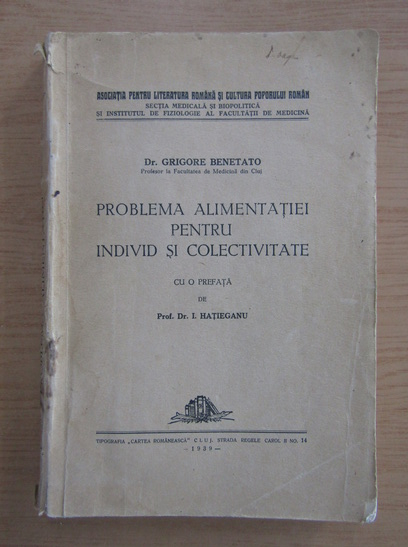 ASOCIAȚIA PENTRU LITERATURA ROMÂNĂ ȘI CULTURA POPORULUI ROMÂN
SECȚIA MEDICALĂ ȘI BIOPOLITICĂ
ȘI INSTITUTUL DE FIZIOLOGIE AL FACULTĂȚII DE MEDICINĂ
Dr. GRIGORE BENETATO
Profesor la Facultatea de Medicină din Cluj
PROBLEMA ALIMENTAȚIEI
PENTRU
INDIVID ȘI COLECTIVITATE
CU O PREFAȚĂ
DE
Prof. Dr. I. HAȚIEGANU
TIPOGRAFIA „CARTEA ROMÂNEASCĂ" CLUJ, STRADA REGELE CAROL II NO. 14
— 1939 —